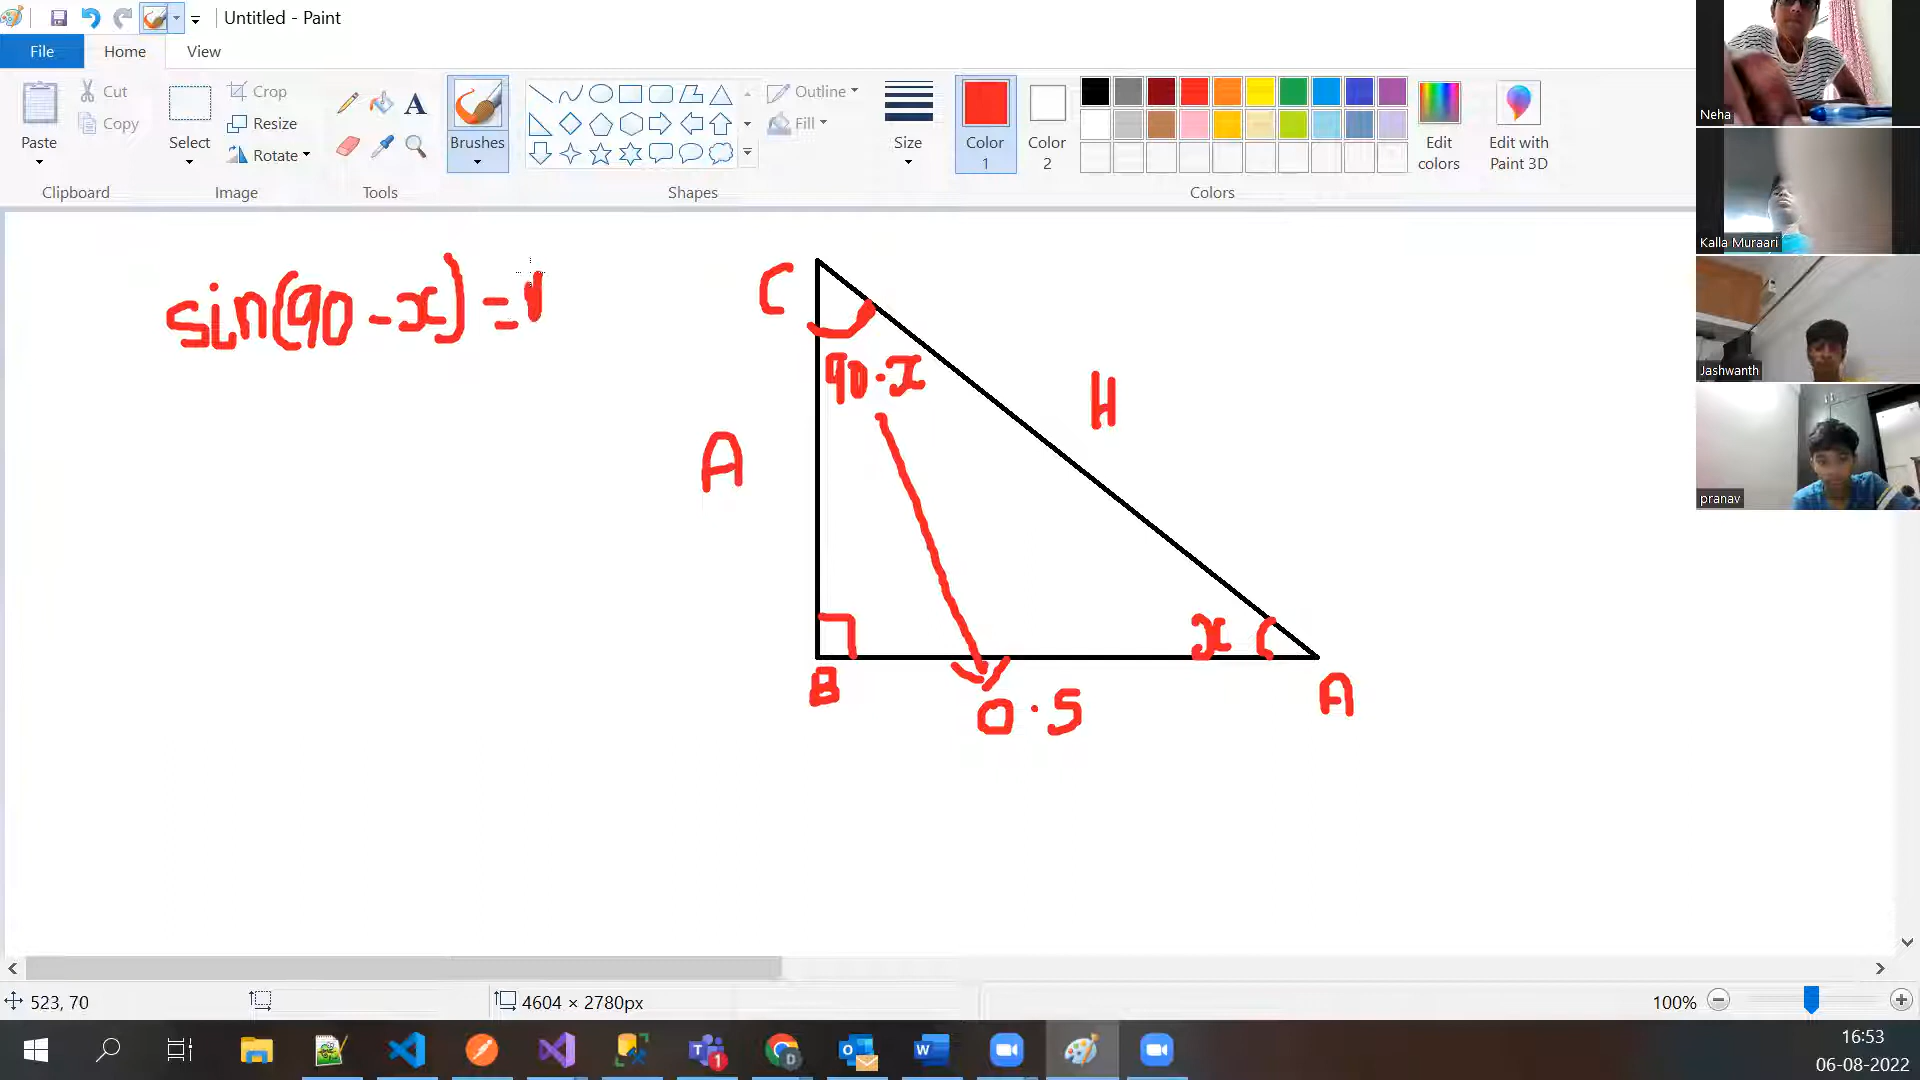 Untitled - Paint
File Home View
Paste
Cut
Copy
Clipboard
Select
Crop
Resize
Rotate
Image
Tools
Brushes
Shapes
Outline
Fill
Size
Color 1
Color 2
Edit colors
Edit with Paint 3D
Colors
Neha
Kalla Muraari
Jashwanth
pranav
sin(90-x) =
C
90-x
H
A
x
B
O.S
A
523, 70
4604 × 2780px
100%
1
16:53
06-08-2022